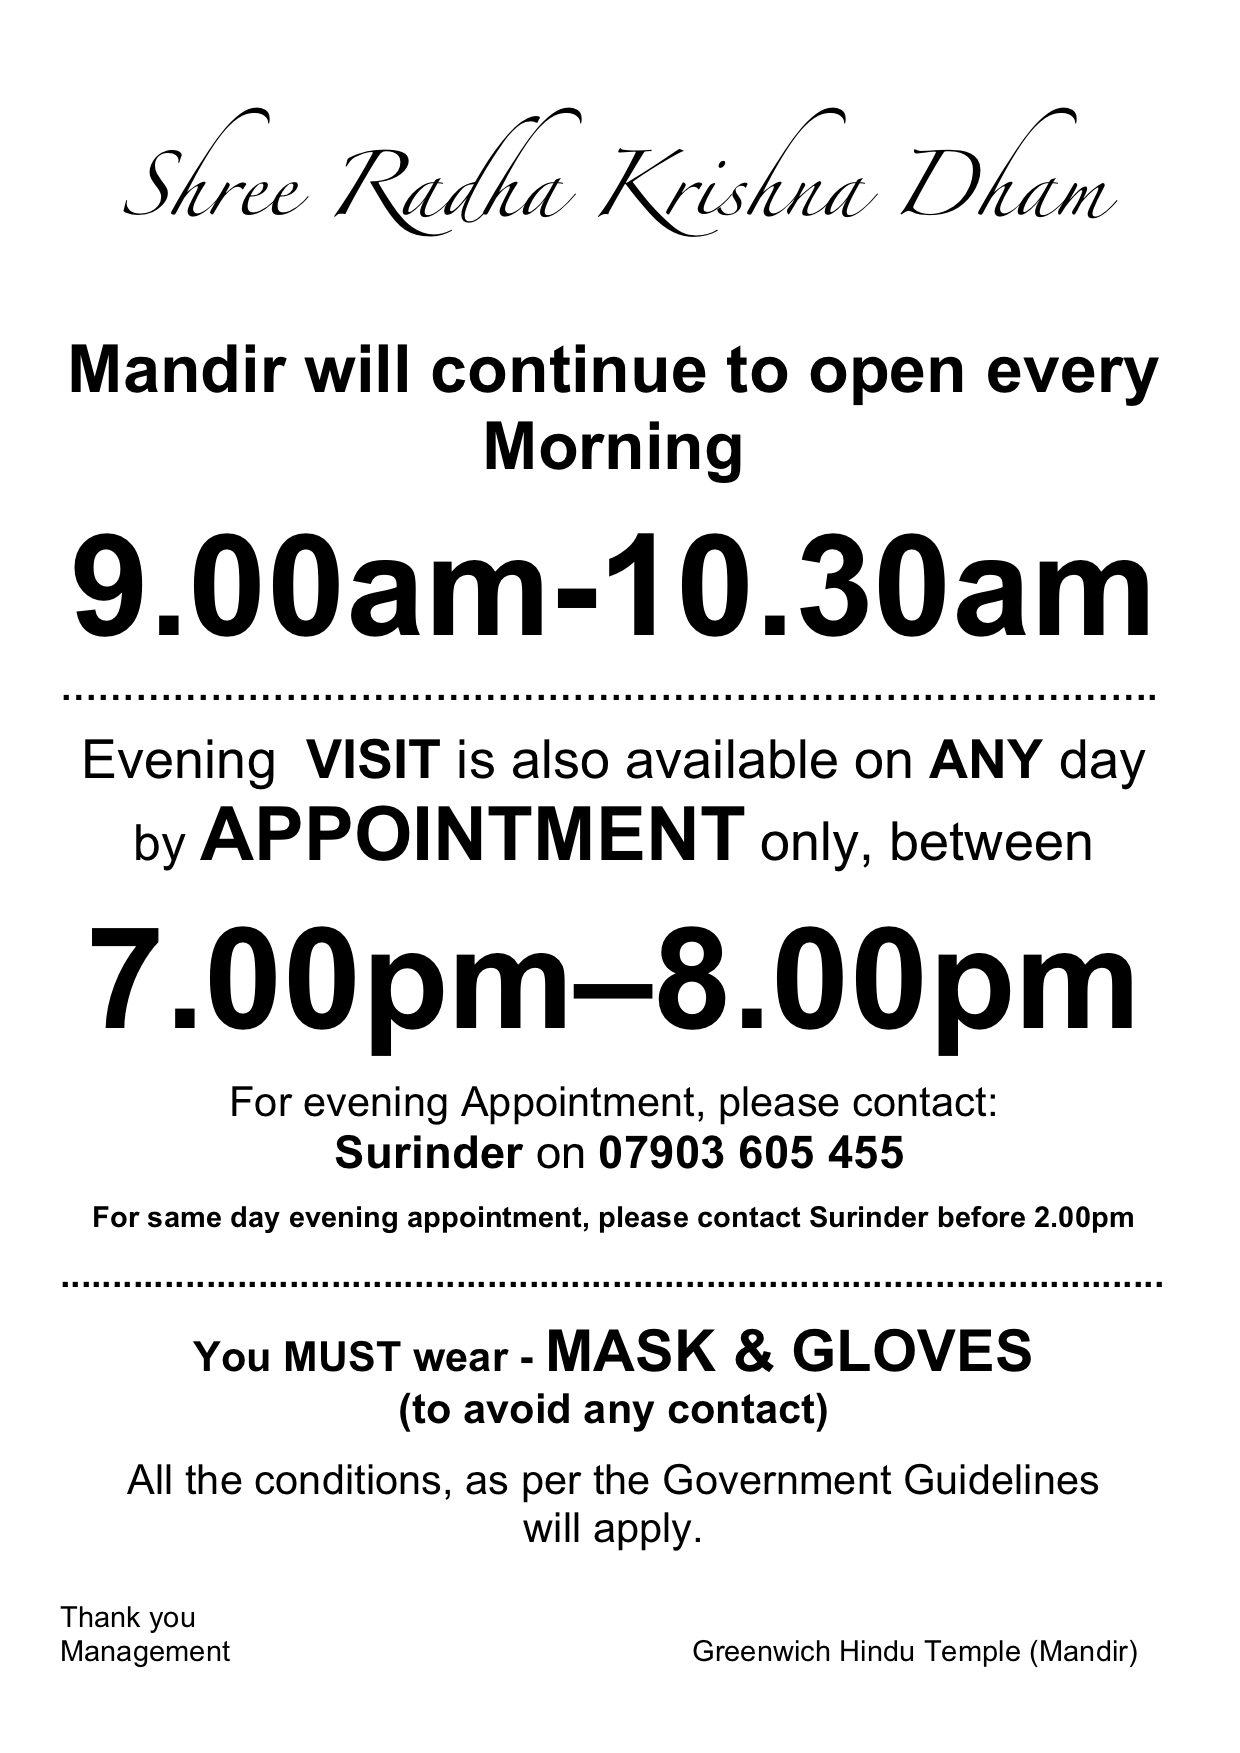 Shree Radha Krishna Dham
Mandir will continue to open every
Morning
9.00am-10.30am
……………………………………………………………………………..
Evening  VISIT is also available on ANY day
by APPOINTMENT only, between
7.00pm–8.00pm
For evening Appointment, please contact:
Surinder on 07903 605 455
For same day evening appointment, please contact Surinder before 2.00pm
..........................................................................................................
You MUST wear - MASK & GLOVES
(to avoid any contact)
All the conditions, as per the Government Guidelines
will apply.
Thank you
Management Greenwich Hindu Temple (Mandir)